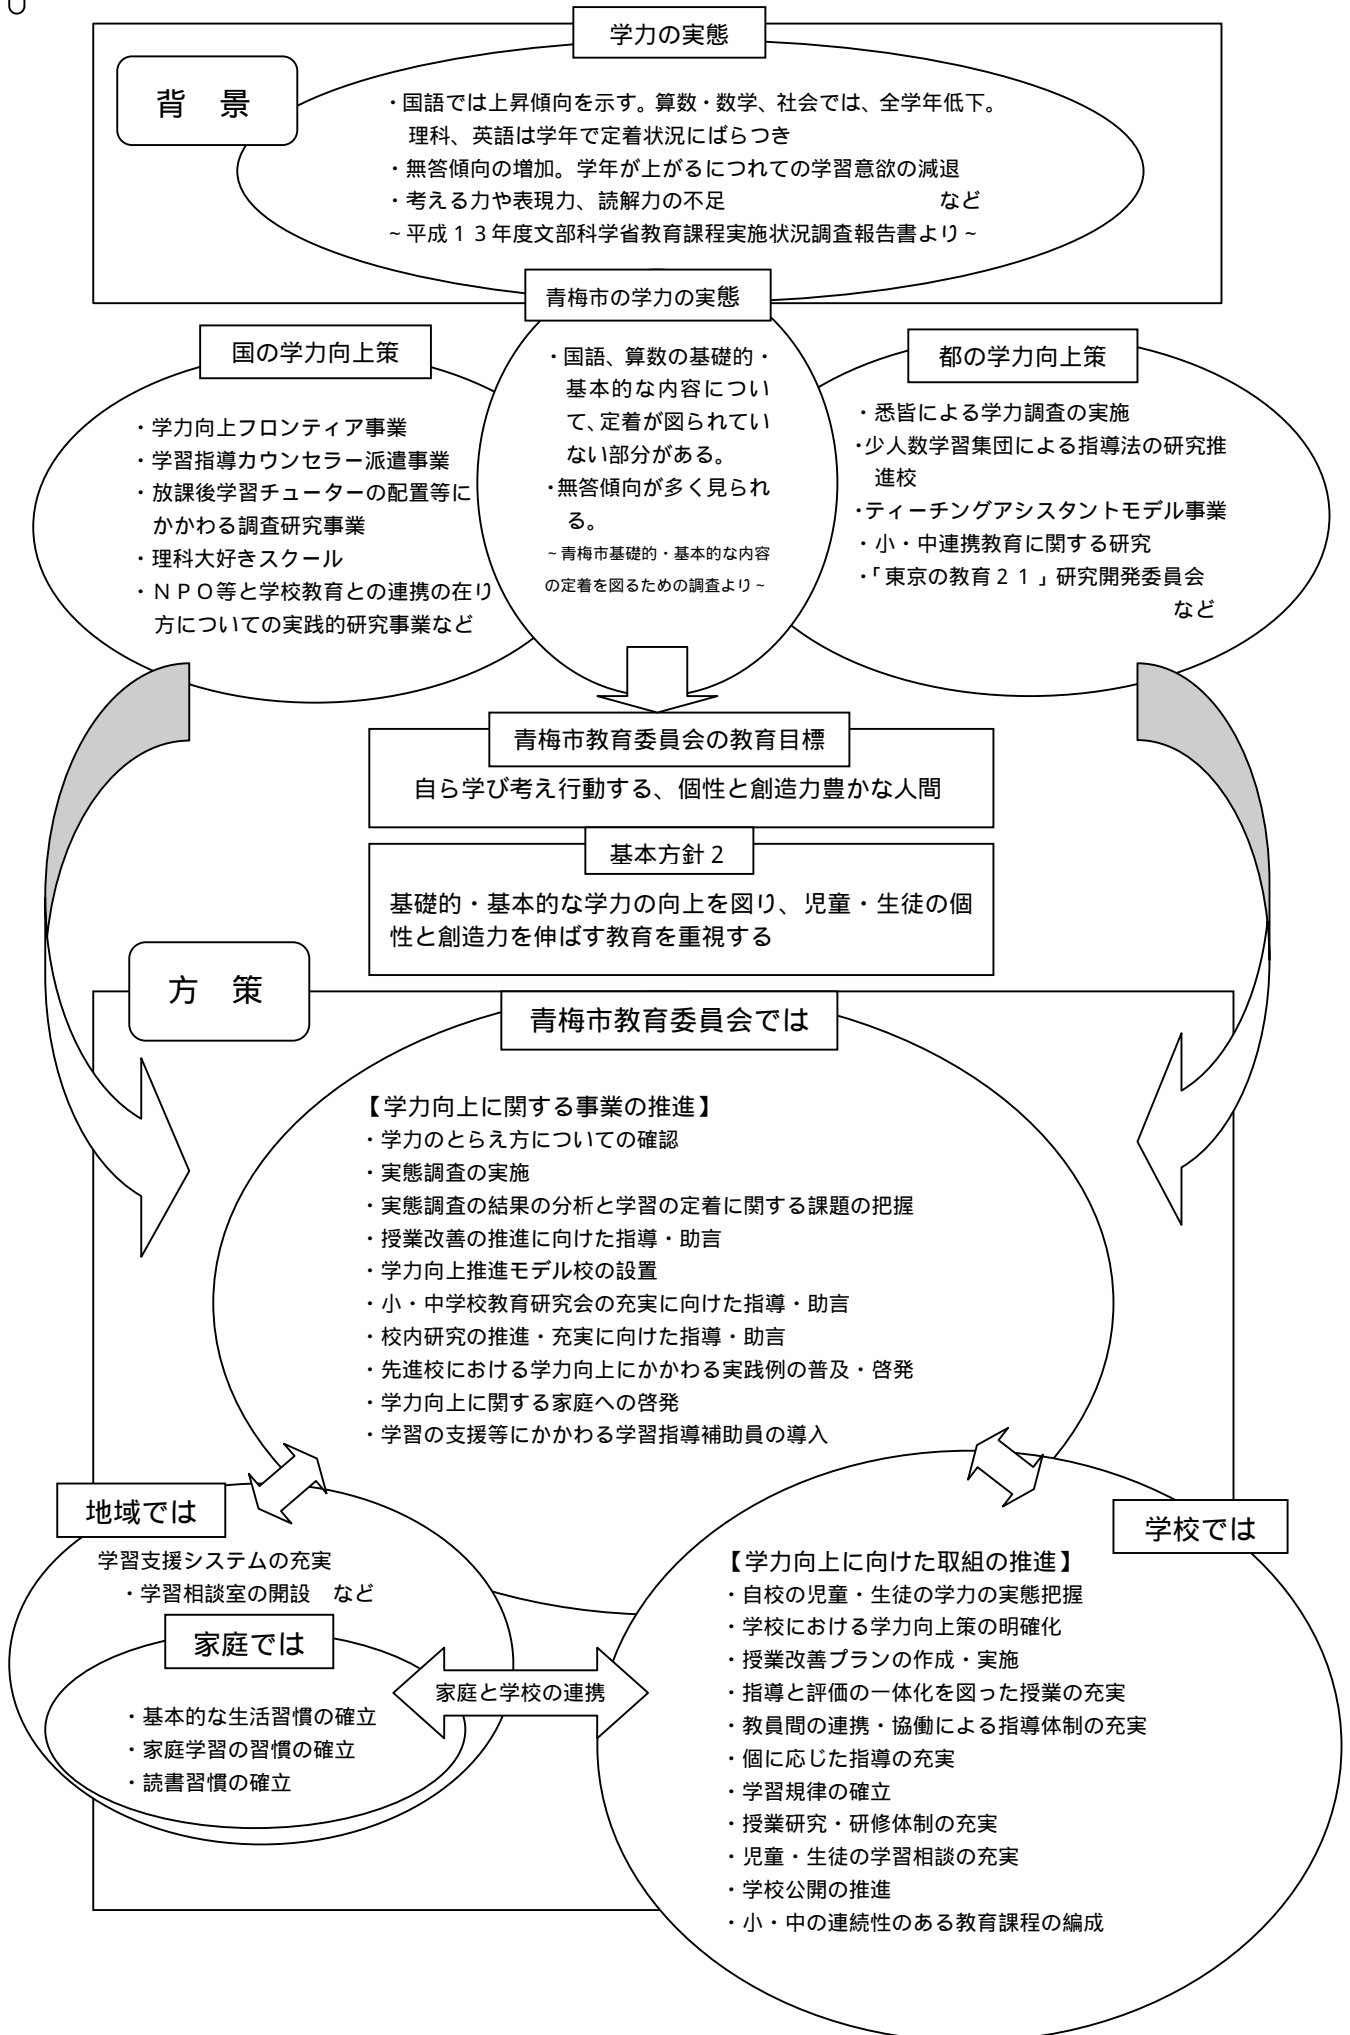 学力の実態
背　景
・国語では上昇傾向を示す。算数・数学、社会では、全学年低下。
理科、英語は学年で定着状況にばらつき
・無答傾向の増加。学年が上がるにつれての学習意欲の減退
・考える力や表現力、読解力の不足　　　　　　　　　　など
~平成１３年度文部科学省教育課程実施状況調査報告書より~
青梅市の学力の実態
・国語、算数の基礎的・
基本的な内容につい
て、定着が図られてい
ない部分がある。
・無答傾向が多く見られ
る。
~青梅市基礎的・基本的な内容
の定着を図るための調査より~
国の学力向上策
・学力向上フロンティア事業
・学習指導カウンセラー派遣事業
・放課後学習チューターの配置等に
かかわる調査研究事業
・理科大好きスクール
・ＮＰＯ等と学校教育との連携の在り
方についての実践的研究事業など
都の学力向上策
・悉皆による学力調査の実施
・少人数学習集団による指導法の研究推
進校
・ティーチングアシスタントモデル事業
・小・中連携教育に関する研究
・「東京の教育２１」研究開発委員会
など
青梅市教育委員会の教育目標
自ら学び考え行動する、個性と創造力豊かな人間
基本方針２
基礎的・基本的な学力の向上を図り、児童・生徒の個
性と創造力を伸ばす教育を重視する
方　策
青梅市教育委員会では
【学力向上に関する事業の推進】
・学力のとらえ方についての確認
・実態調査の実施
・実態調査の結果の分析と学習の定着に関する課題の把握
・授業改善の推進に向けた指導・助言
・学力向上推進モデル校の設置
・小・中学校教育研究会の充実に向けた指導・助言
・校内研究の推進・充実に向けた指導・助言
・先進校における学力向上にかかわる実践例の普及・啓発
・学力向上に関する家庭への啓発
・学習の支援等にかかわる学習指導補助員の導入
地域では
学習支援システムの充実
・学習相談室の開設　など
家庭では
・基本的な生活習慣の確立
・家庭学習の習慣の確立
・読書習慣の確立
家庭と学校の連携
学校では
【学力向上に向けた取組の推進】
・自校の児童・生徒の学力の実態把握
・学校における学力向上策の明確化
・授業改善プランの作成・実施
・指導と評価の一体化を図った授業の充実
・教員間の連携・協働による指導体制の充実
・個に応じた指導の充実
・学習規律の確立
・授業研究・研修体制の充実
・児童・生徒の学習相談の充実
・学校公開の推進
・小・中の連続性のある教育課程の編成